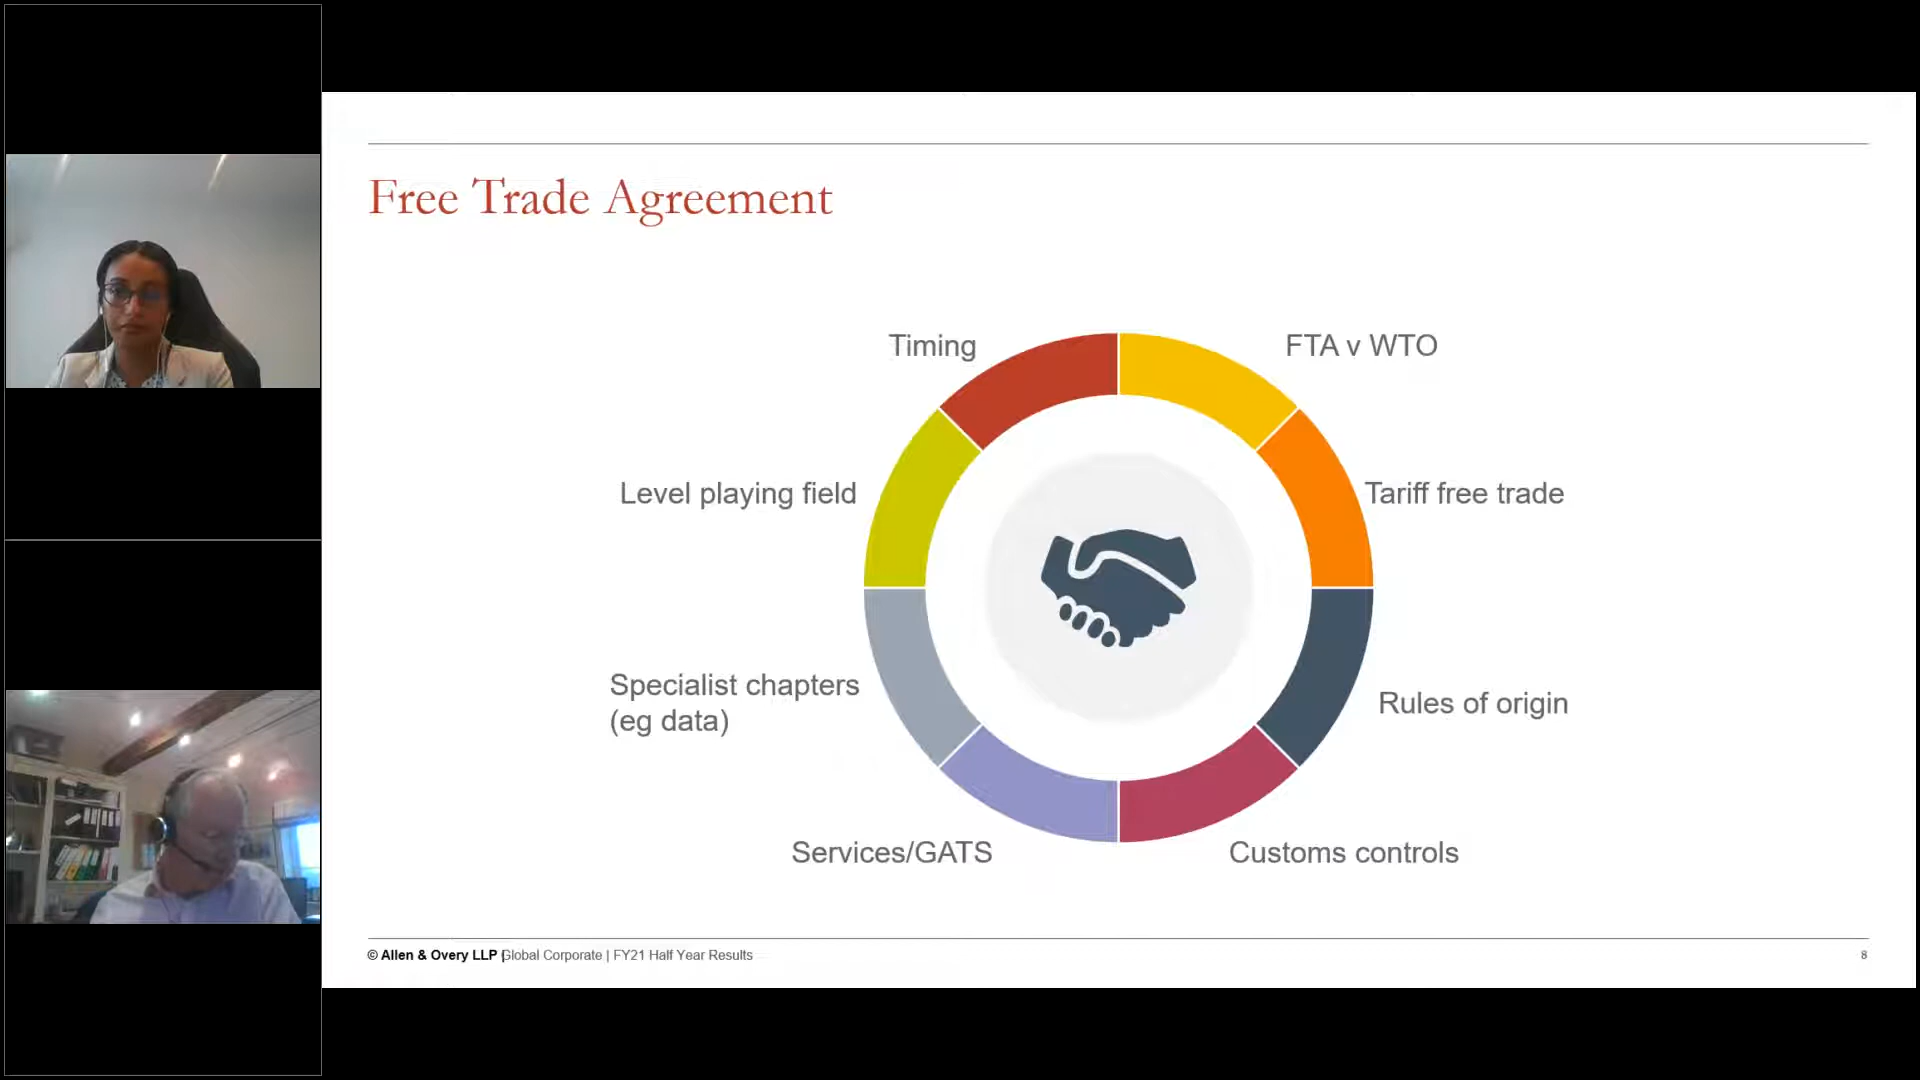 Free Trade Agreement
Timing
FTA v WTO
Level playing field
Tariff free trade
Specialist chapters
(eg data)
Rules of origin
Services/GATS
Customs controls
© Allen & Overy LLP | Global Corporate | FY21 Half Year Results
8